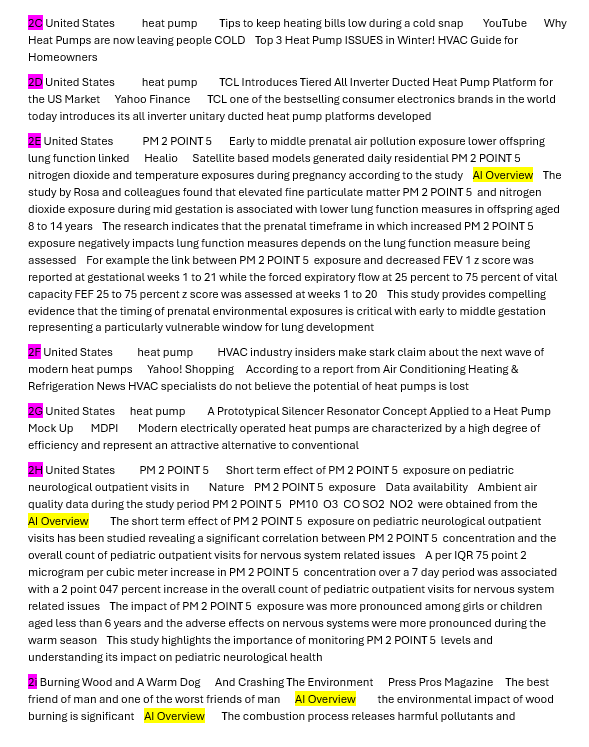 2C United States heat pump Tips to keep heating bills low during a cold snap YouTube Why
Heat Pumps are now leaving people COLD Top 3 Heat Pump ISSUES in Winter! HVAC Guide for
Homeowners
2D United States heat pump TCL Introduces Tiered All Inverter Ducted Heat Pump Platform for
the US Market Yahoo Finance TCL one of the bestselling consumer electronics brands in the world
today introduces its all inverter unitary ducted heat pump platforms developed
2E United States PM 2 POINT 5 Early to middle prenatal air pollution exposure lower offspring
lung function linked Healio Satellite based models generated daily residential PM 2 POINT 5
nitrogen dioxide and temperature exposures during pregnancy according to the study AI Overview The
study by Rosa and colleagues found that elevated fine particulate matter PM 2 POINT 5 and nitrogen
dioxide exposure during mid gestation is associated with lower lung function measures in offspring aged
8 to 14 years The research indicates that the prenatal timeframe in which increased PM 2 POINT 5
exposure negatively impacts lung function measures depends on the lung function measure being
assessed For example the link between PM 2 POINT 5 exposure and decreased FEV 1 z score was
reported at gestational weeks 1 to 21 while the forced expiratory flow at 25 percent to 75 percent of vital
capacity FEF 25 to 75 percent z score was assessed at weeks 1 to 20 This study provides compelling
evidence that the timing of prenatal environmental exposures is critical with early to middle gestation
representing a particularly vulnerable window for lung development
2F United States heat pump HVAC industry insiders make stark claim about the next wave of
modern heat pumps Yahoo! Shopping According to a report from Air Conditioning Heating &
Refrigeration News HVAC specialists do not believe the potential of heat pumps is lost
2G United States heat pump A Prototypical Silencer Resonator Concept Applied to a Heat Pump
Mock Up MDPI Modern electrically operated heat pumps are characterized by a high degree of
efficiency and represent an attractive alternative to conventional
2H United States PM 2 POINT 5 Short term effect of PM 2 POINT 5 exposure on pediatric
neurological outpatient visits in Nature PM 2 POINT 5 exposure Data availability Ambient air
quality data during the study period PM 2 POINT 5 PM10 O3 CO SO2 NO2 were obtained from the
AI Overview The short term effect of PM 2 POINT 5 exposure on pediatric neurological outpatient
visits has been studied revealing a significant correlation between PM 2 POINT 5 concentration and the
overall count of pediatric outpatient visits for nervous system related issues A per IQR 75 point 2
microgram per cubic meter increase in PM 2 POINT 5 concentration over a 7 day period was associated
with a 2 point 047 percent increase in the overall count of pediatric outpatient visits for nervous system
related issues The impact of PM 2 POINT 5 exposure was more pronounced among girls or children
aged less than 6 years and the adverse effects on nervous systems were more pronounced during the
warm season This study highlights the importance of monitoring PM 2 POINT 5 levels and
understanding its impact on pediatric neurological health
2i Burning Wood and A Warm Dog And Crashing The Environment Press Pros Magazine The best
friend of man and one of the worst friends of man AI Overview the environmental impact of wood
burning is significant AI Overview The combustion process releases harmful pollutants and